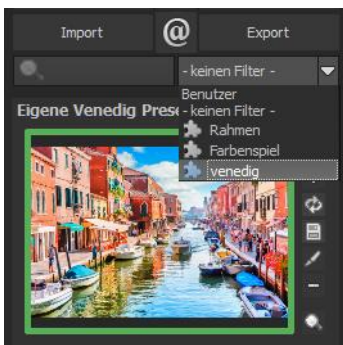 Import @ Export
- keinen Filter -
Benutzer
Eigene Venedig Prese
- keinen Filter -
Rahmen
Farbenspiel
venedig